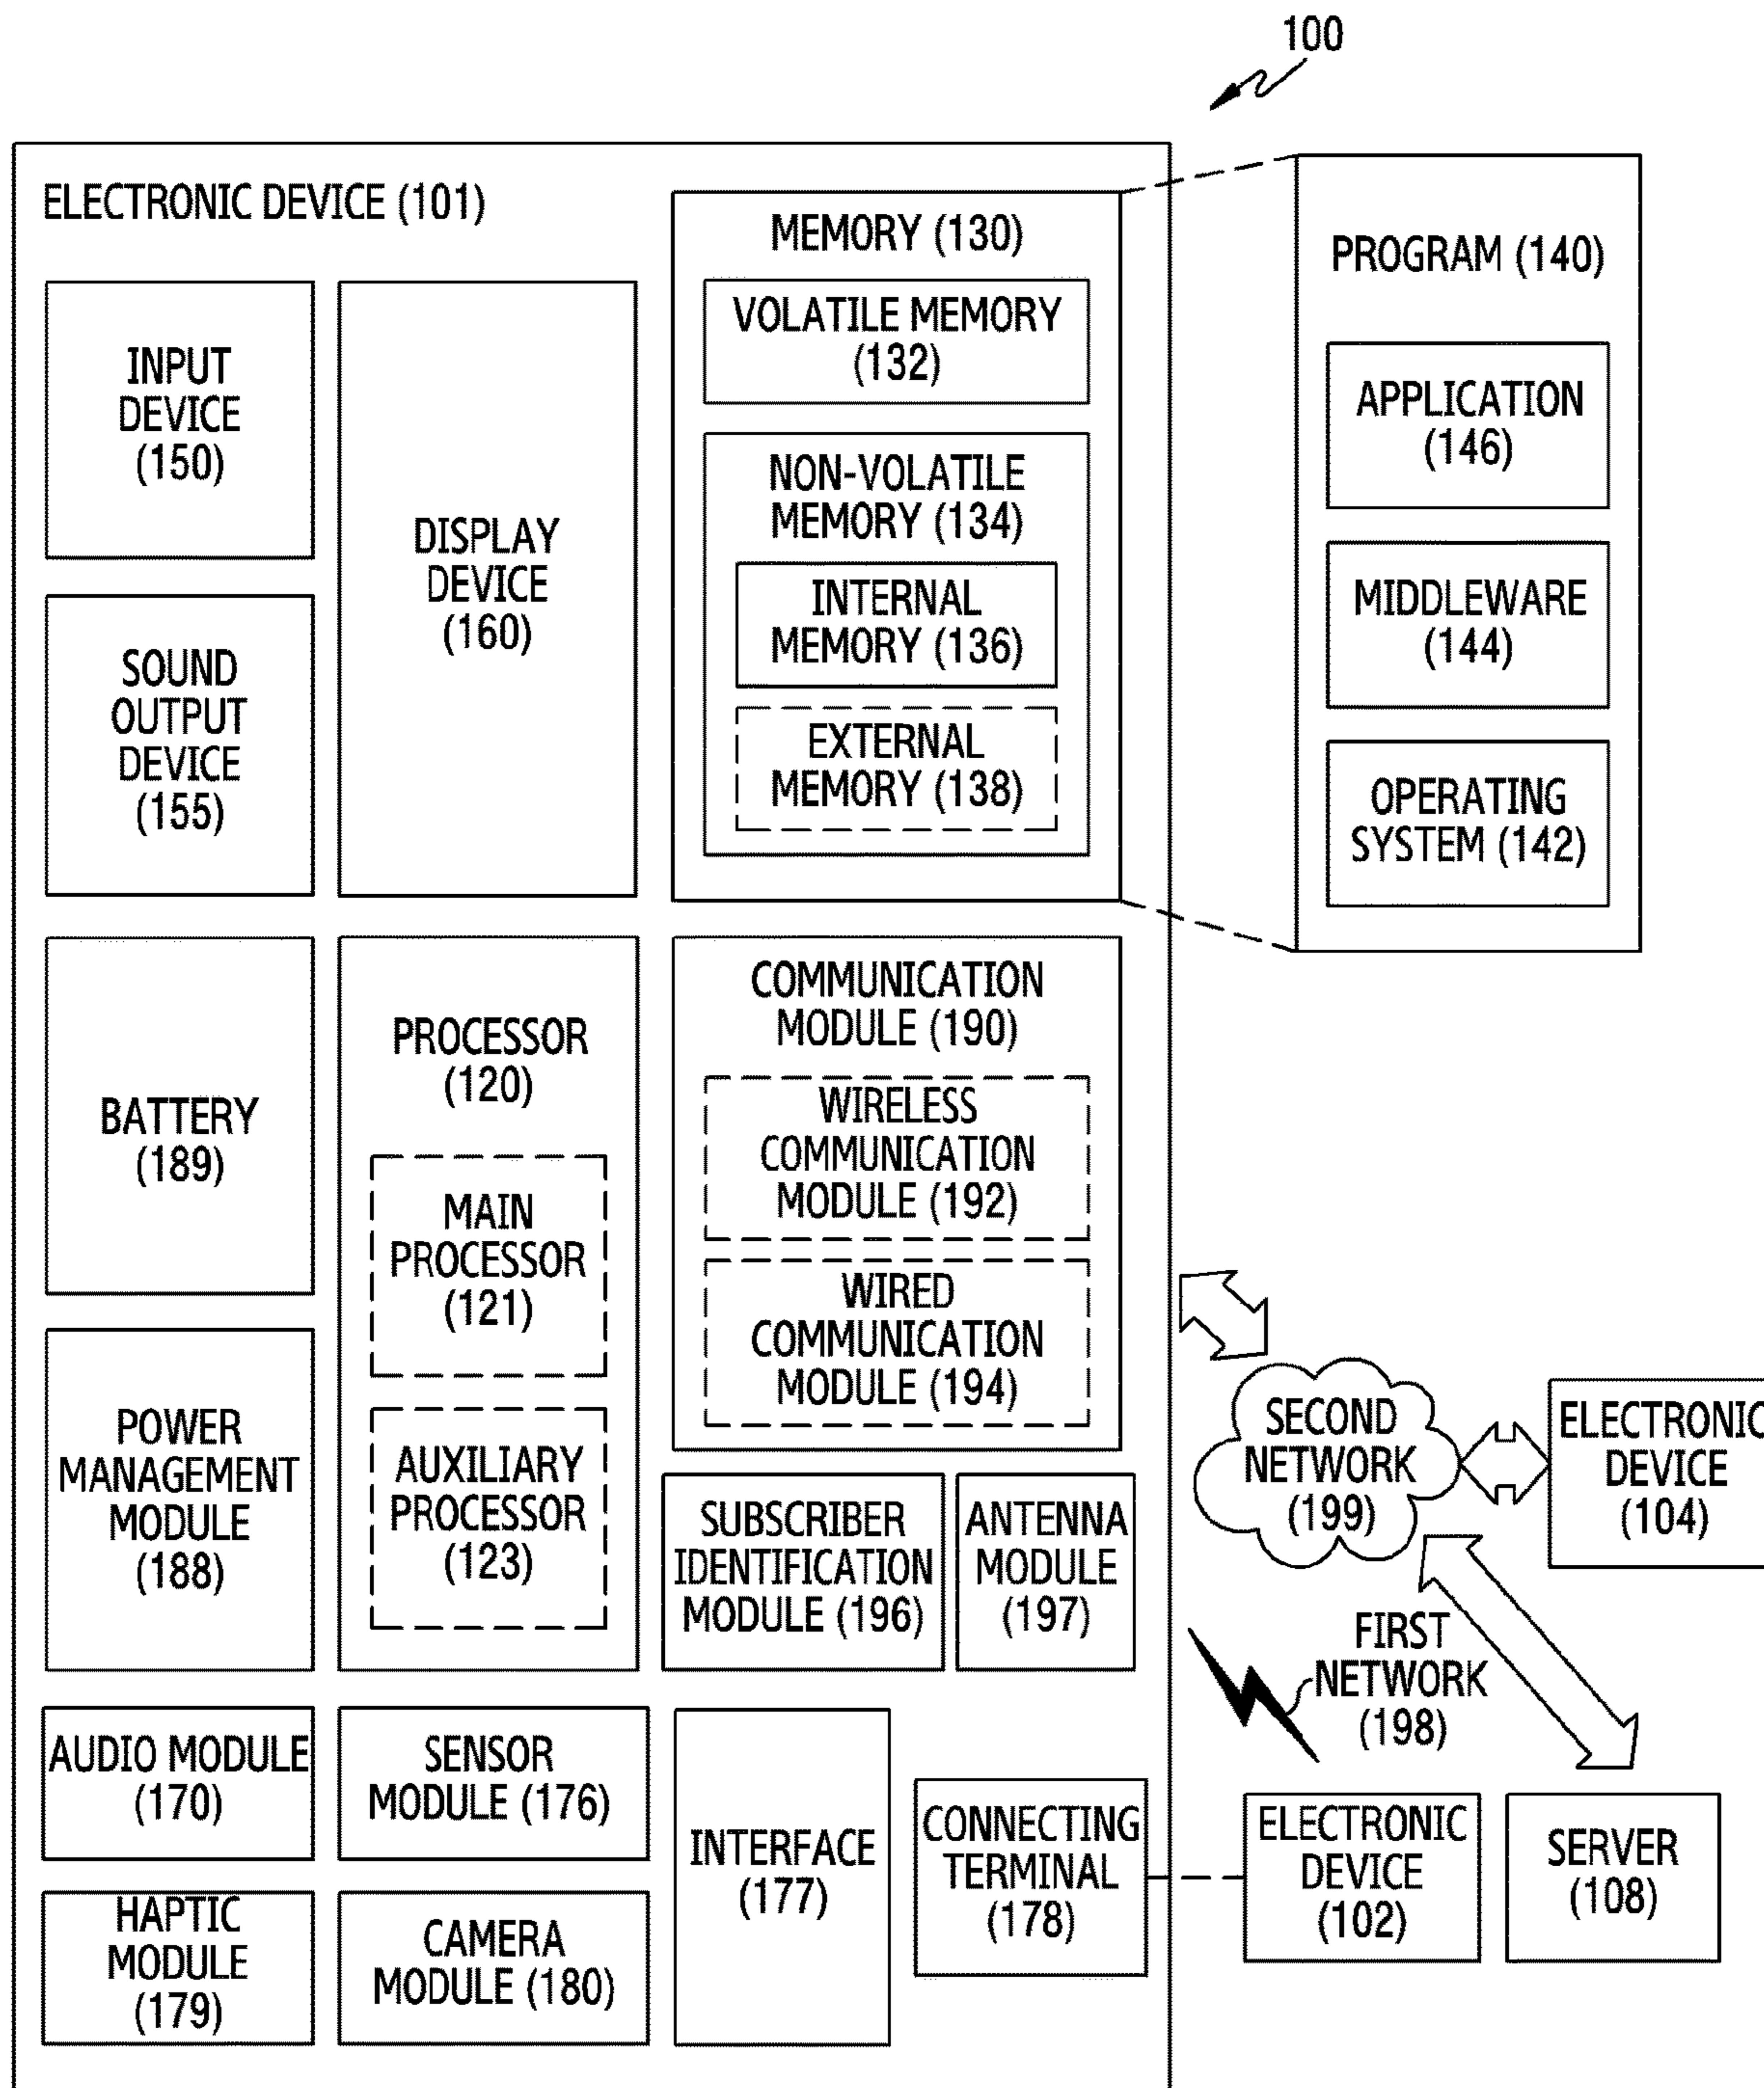 100
ELECTRONIC DEVICE (101)
INPUT
DEVICE
(150)
SOUND
OUTPUT
DEVICE
(155)
DISPLAY
DEVICE
(160)
MEMORY (130)
VOLATILE MEMORY
(132)
NON-VOLATILE
MEMORY (134)
INTERNAL
MEMORY (136)
EXTERNAL
MEMORY (138)
PROGRAM (140)
APPLICATION
(146)
MIDDLEWARE
(144)
OPERATING
SYSTEM (142)
BATTERY
(189)
POWER
MANAGEMENT
MODULE
(188)
PROCESSOR
(120)
MAIN
PROCESSOR
(121)
AUXILIARY
PROCESSOR
(123)
COMMUNICATION
MODULE (190)
WIRELESS
COMMUNICATION
MODULE (192)
WIRED
COMMUNICATION
MODULE (194)
SUBSCRIBER
IDENTIFICATION
MODULE (196)
ANTENNA
MODULE
(197)
SECOND
NETWORK
(199)
ELECTRONIC
DEVICE
(104)
FIRST
NETWORK
(198)
AUDIO MODULE
(170)
SENSOR
MODULE (176)
HAPTIC
MODULE
(179)
CAMERA
MODULE (180)
INTERFACE
(177)
CONNECTING
TERMINAL
(178)
ELECTRONIC
DEVICE
(102)
SERVER
(108)